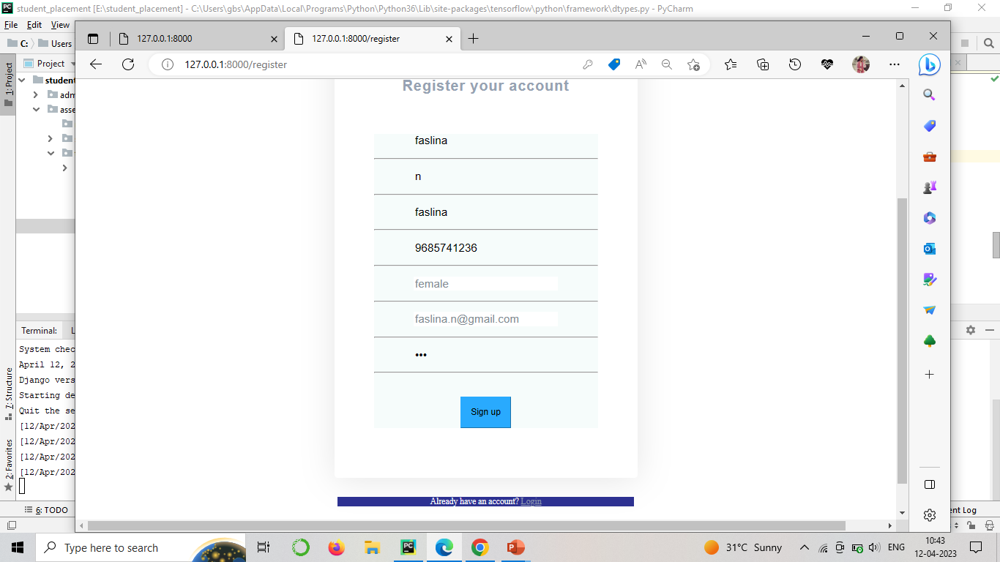 student_placement [E:\student_placement] - C:\Users\gbs\AppData\Local\Programs\Python\Python36\Lib\site-packages\tensorflow\python\framework\dtypes.py - PyCharm
File Edit View
C: Users
127.0.0.1:8000
127.0.0.1:8000/register
127.0.0.1:8000/register
1: Project
Project
student
adm
asse
Register your account
faslina
n
faslina
9685741236
female
faslina.n@gmail.com
•••
Sign up
Already have an account? Login
Terminal: L
System chec
April 12, 2
Django vers
Starting de
Quit the se
[12/Apr/202
[12/Apr/202
[12/Apr/202
[12/Apr/202
7: Structure
2: Favorites
6: TODO
ent Log
Type here to search
31°C Sunny
ENG
10:43
12-04-2023